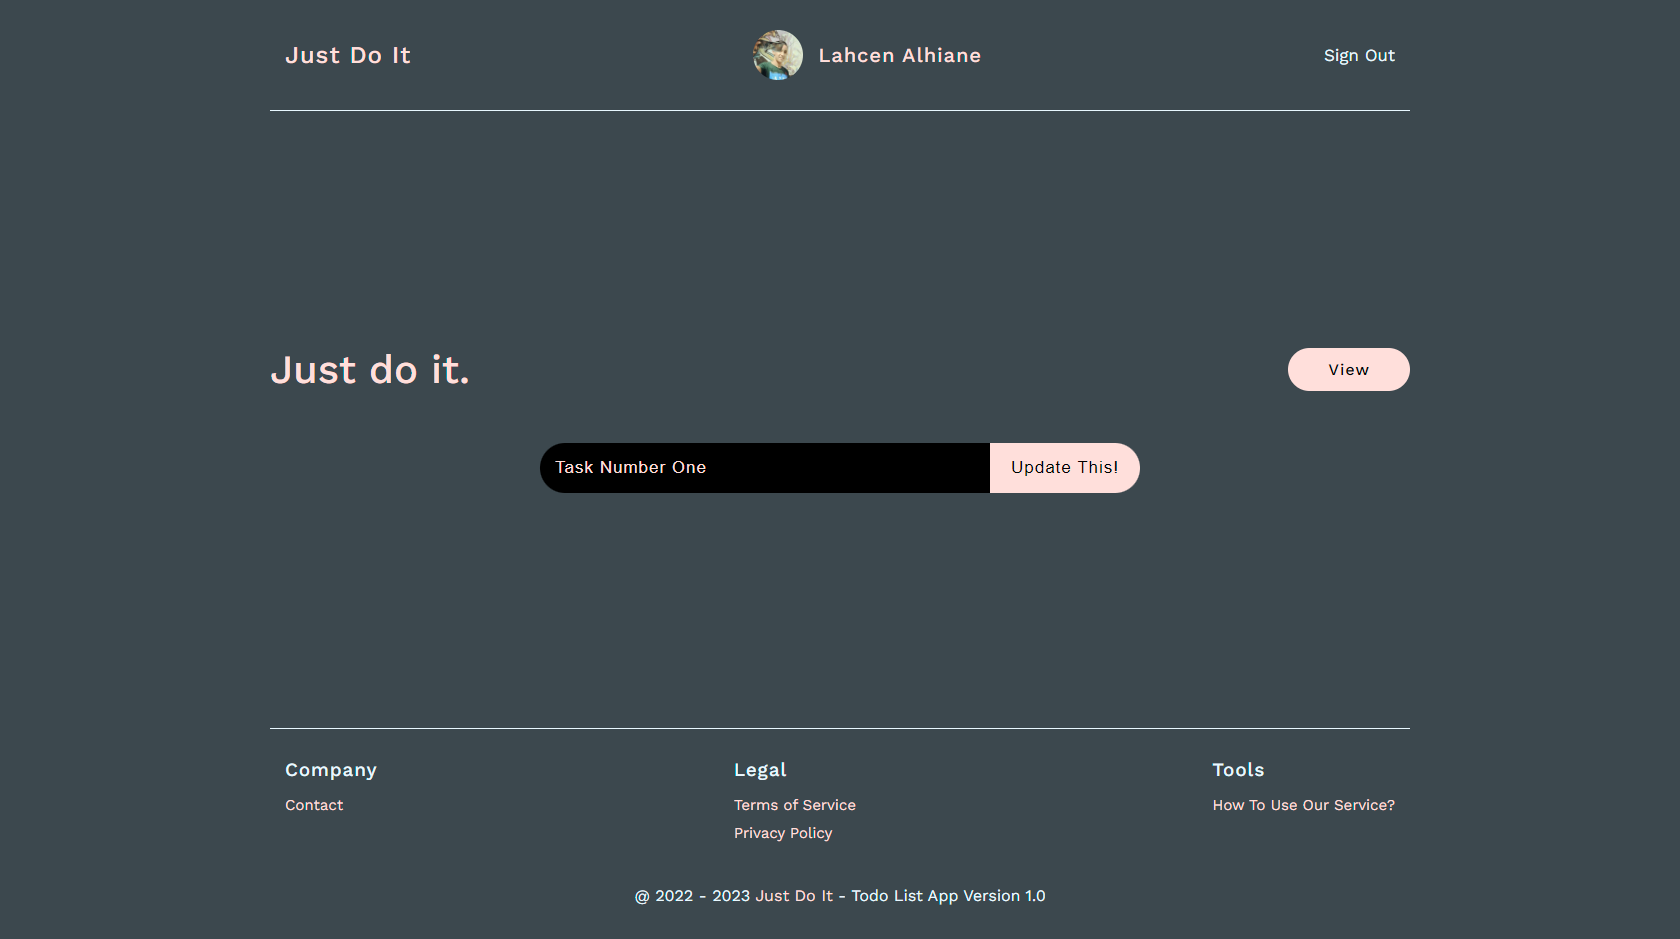 Just Do It
Lahcen Alhiane
Sign Out
Just do it.
View
Task Number One
Update This!
Company
Contact
Legal
Terms of Service
Privacy Policy
Tools
How To Use Our Service?
@ 2022 - 2023 Just Do It - Todo List App Version 1.0